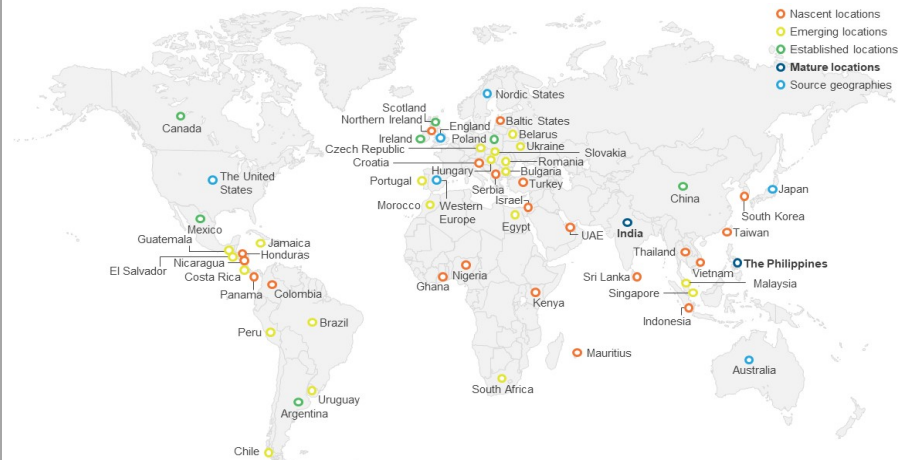 Nascent locations
Emerging locations
Established locations
Mature locations
Source geographies
Nordic States
Scotland
Northern Ireland
England
Baltic States
Canada
Ireland
Poland
Belarus
Czech Republic
Ukraine
Slovakia
Croatia
Romania
Hungary
Bulgaria
The United
States
Portugal
Serbia
Turkey
Japan
China
Morocco
Western
Europe
Israel
South Korea
Mexico
Egypt
UAE
India
Taiwan
Guatemala
Jamaica
Honduras
Thailand
El Salvador
Nicaragua
The Philippines
Costa Rica
Nigeria
Sri Lanka
Vietnam
Malaysia
Panama
Colombia
Ghana
Kenya
Singapore
Indonesia
Peru
Brazil
Mauritius
Australia
South Africa
Uruguay
Argentina
Chile